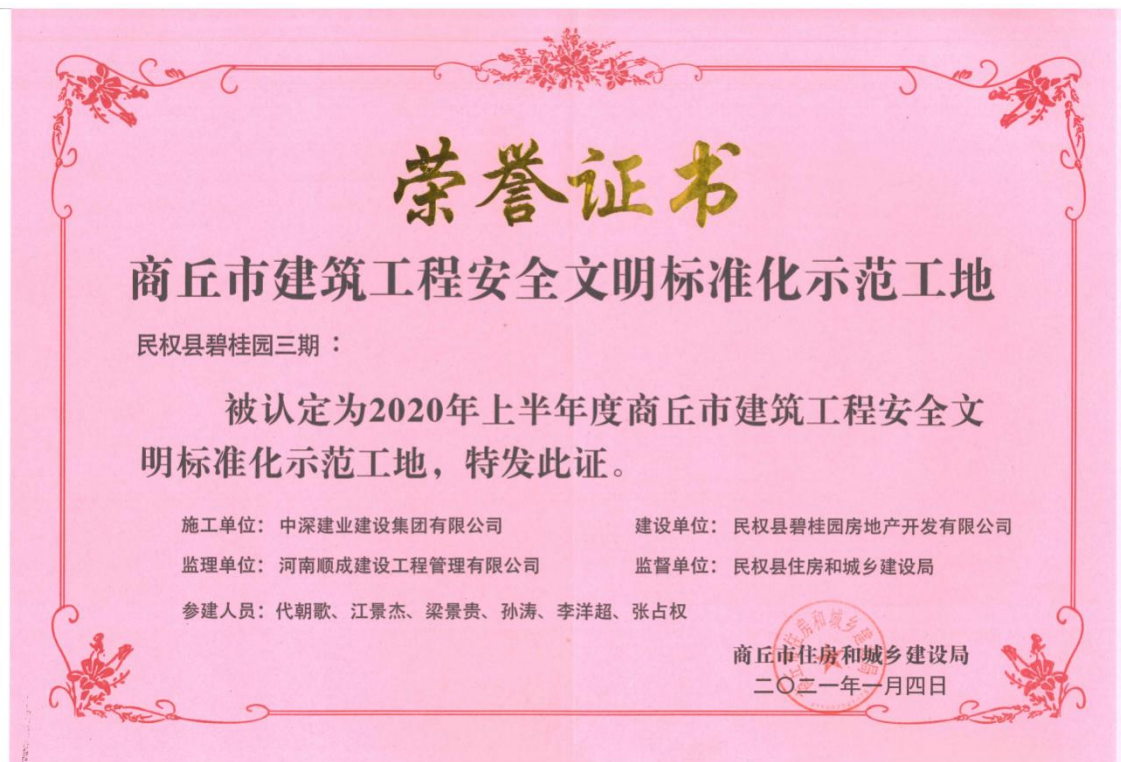 荣誉证书
商丘市建筑工程安全文明标准化示范工地
民权县碧桂园三期：
被认定为2020年上半年度商丘市建筑工程安全文
明标准化示范工地，特发此证。
施工单位：中深建业建设集团有限公司 建设单位：民权县碧桂园房地产开发有限公司
监理单位：河南顺成建设工程管理有限公司 监督单位：民权县住房和城乡建设局
参建人员：代朝歌、江景杰、梁景贵、孙涛、李洋超、张占权
商丘市住房和城乡建设局
二〇二一年一月四日